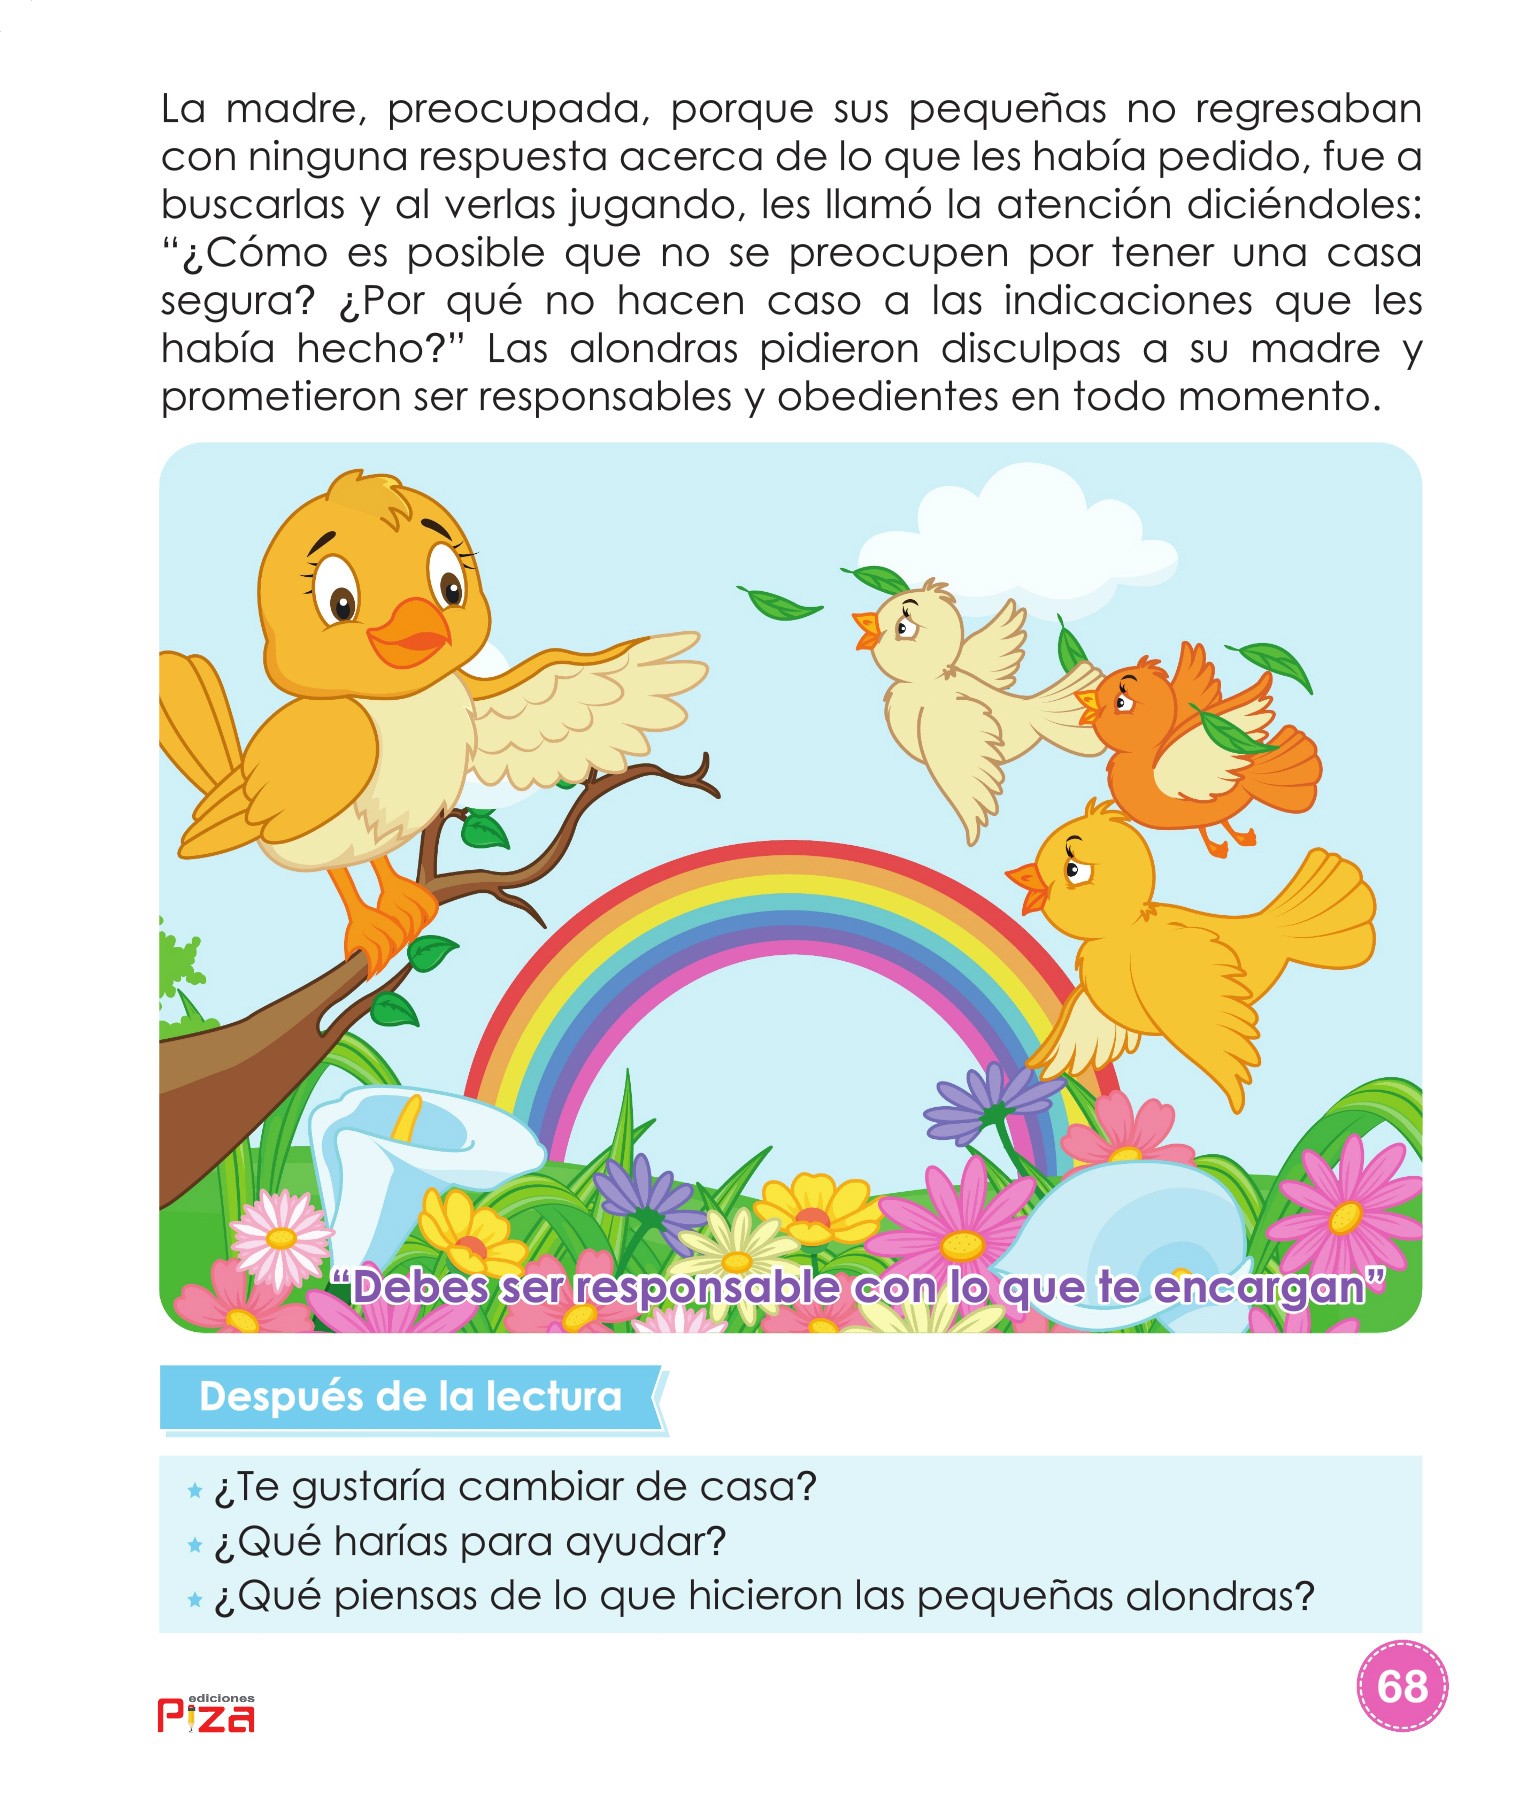 La madre, preocupada, porque sus pequeñas no regresaban
con ninguna respuesta acerca de lo que les había pedido, fue a
buscarlas y al verlas jugando, les llamó la atención diciéndoles:
“¿Cómo es posible que no se preocupen por tener una casa
segura? ¿Por qué no hacen caso a las indicaciones que les
había hecho?” Las alondras pidieron disculpas a su madre y
prometieron ser responsables y obedientes en todo momento.
“Debes ser responsable con lo que te encargan”
Después de la lectura
¿Te gustaría cambiar de casa?
¿Qué harías para ayudar?
¿Qué piensas de lo que hicieron las pequeñas alondras?
ediciones
Piza
68